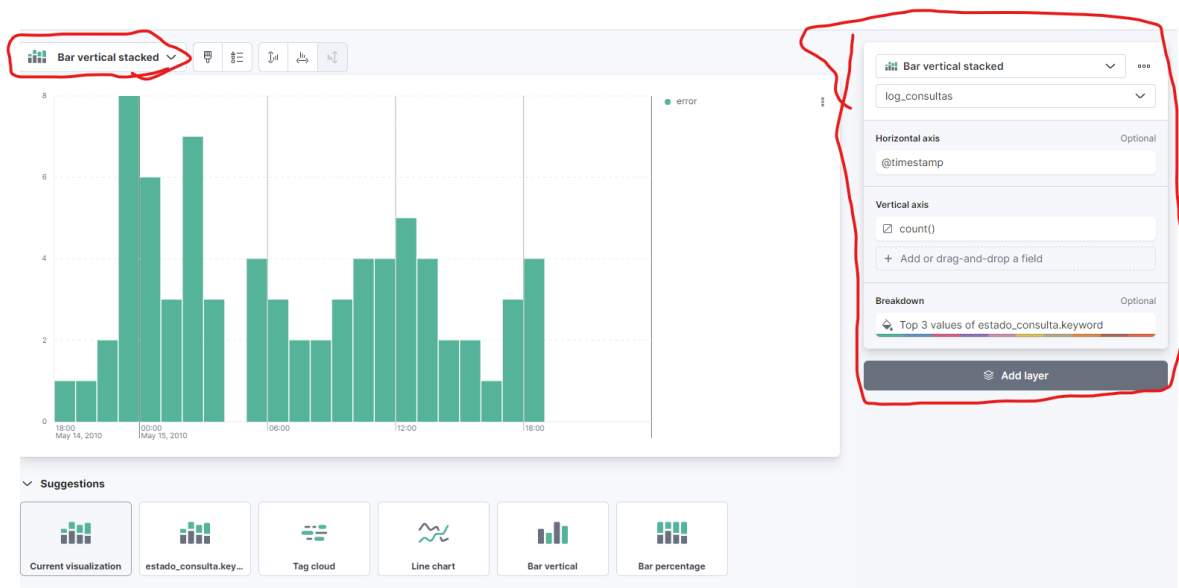 Bar vertical stacked
8
6
4
2
0
18:00
May 14, 2010
00:00
May 15, 2010
06:00
12:00
18:00
error
Bar vertical stacked
log_consultas
Horizontal axis Optional
@timestamp
Vertical axis
count()
+ Add or drag-and-drop a field
Breakdown Optional
Top 3 values of estado_consulta.keyword
Add layer
Suggestions
Current visualization
estado_consulta.key...
Tag cloud
Line chart
Bar vertical
Bar percentage